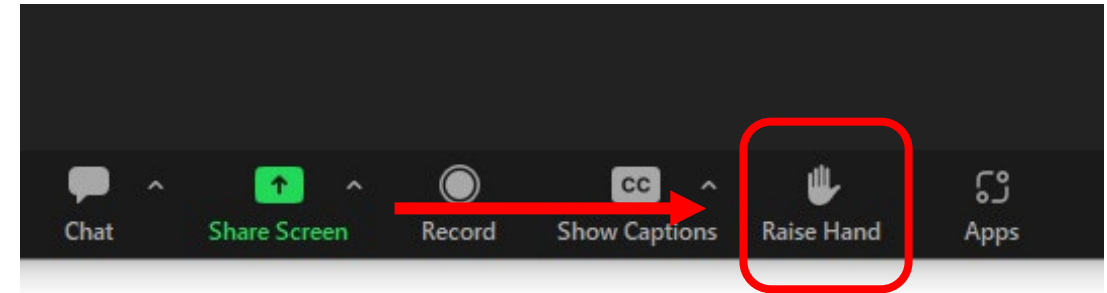 CC
Chat
Share Screen
Record
Show Captions
Raise Hand
Apps